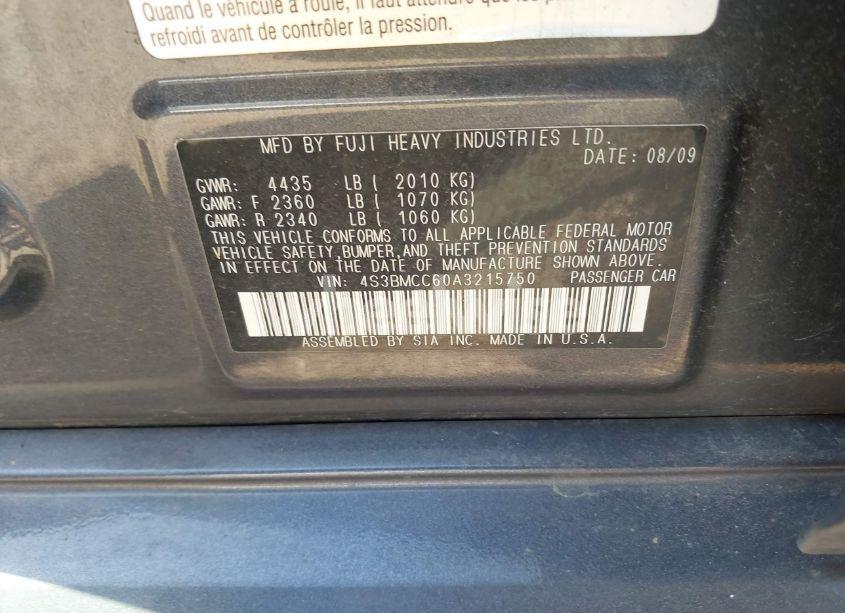 Quand le véhicule a roulé, il faut attendre que les
refroidi avant de contrôler la pression.
MFD BY FUJI HEAVY INDUSTRIES LTD.
DATE: 08/09
GVWR: 4435 LB ( 2010 KG)
GAWR: F 2360 LB ( 1070 KG)
GAWR: R 2340 LB ( 1060 KG)
THIS VEHICLE CONFORMS TO ALL APPLICABLE FEDERAL MOTOR
VEHICLE SAFETY,BUMPER,AND THEFT PREVENTION STANDARDS
IN EFFECT ON THE DATE OF MANUFACTURE SHOWN ABOVE.
VIN: 4S3BMCC60A3215750 PASSENGER CAR
ASSEMBLED BY SIA INC. MADE IN U.S.A.